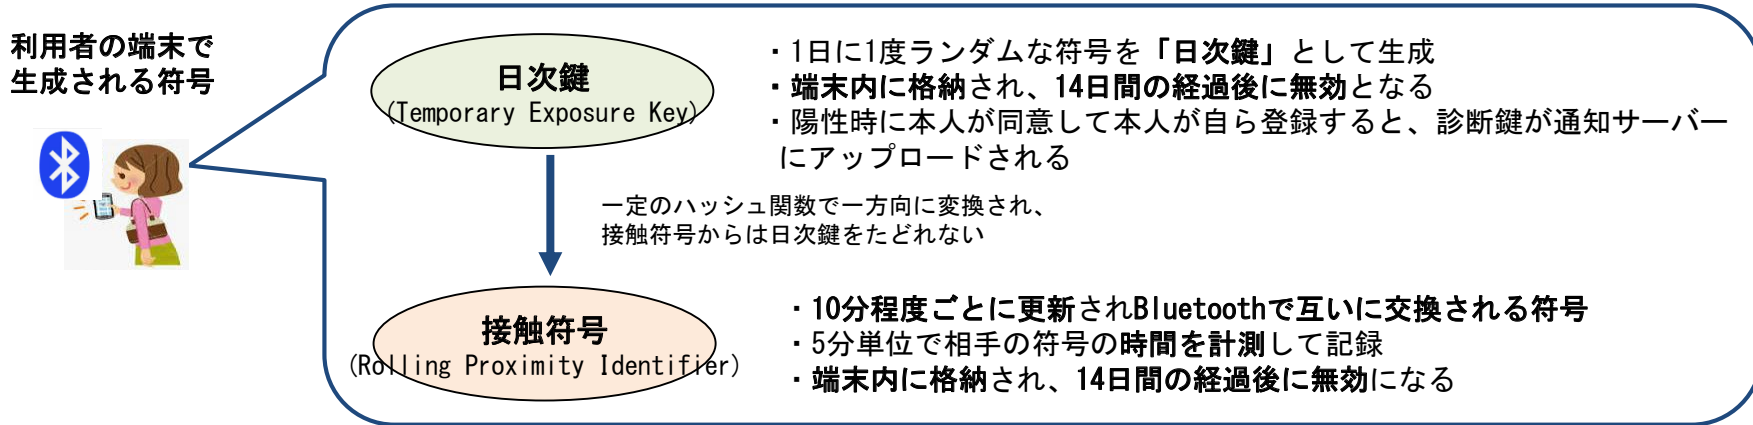 利用者の端末で
生成される符号
日次鍵
(Temporary Exposure Key)
・1日に1度ランダムな符号を「日次鍵」として生成
・端末内に格納され、14日間の経過後に無効となる
・陽性時に本人が同意して本人が自ら登録すると、診断鍵が通知サーバー
にアップロードされる
一定のハッシュ関数で一方向に変換され、
接触符号からは日次鍵をたどれない
接触符号
(Rolling Proximity Identifier)
・10分程度ごとに更新されBluetoothで互いに交換される符号
・5分単位で相手の符号の時間を計測して記録
・端末内に格納され、14日間の経過後に無効になる